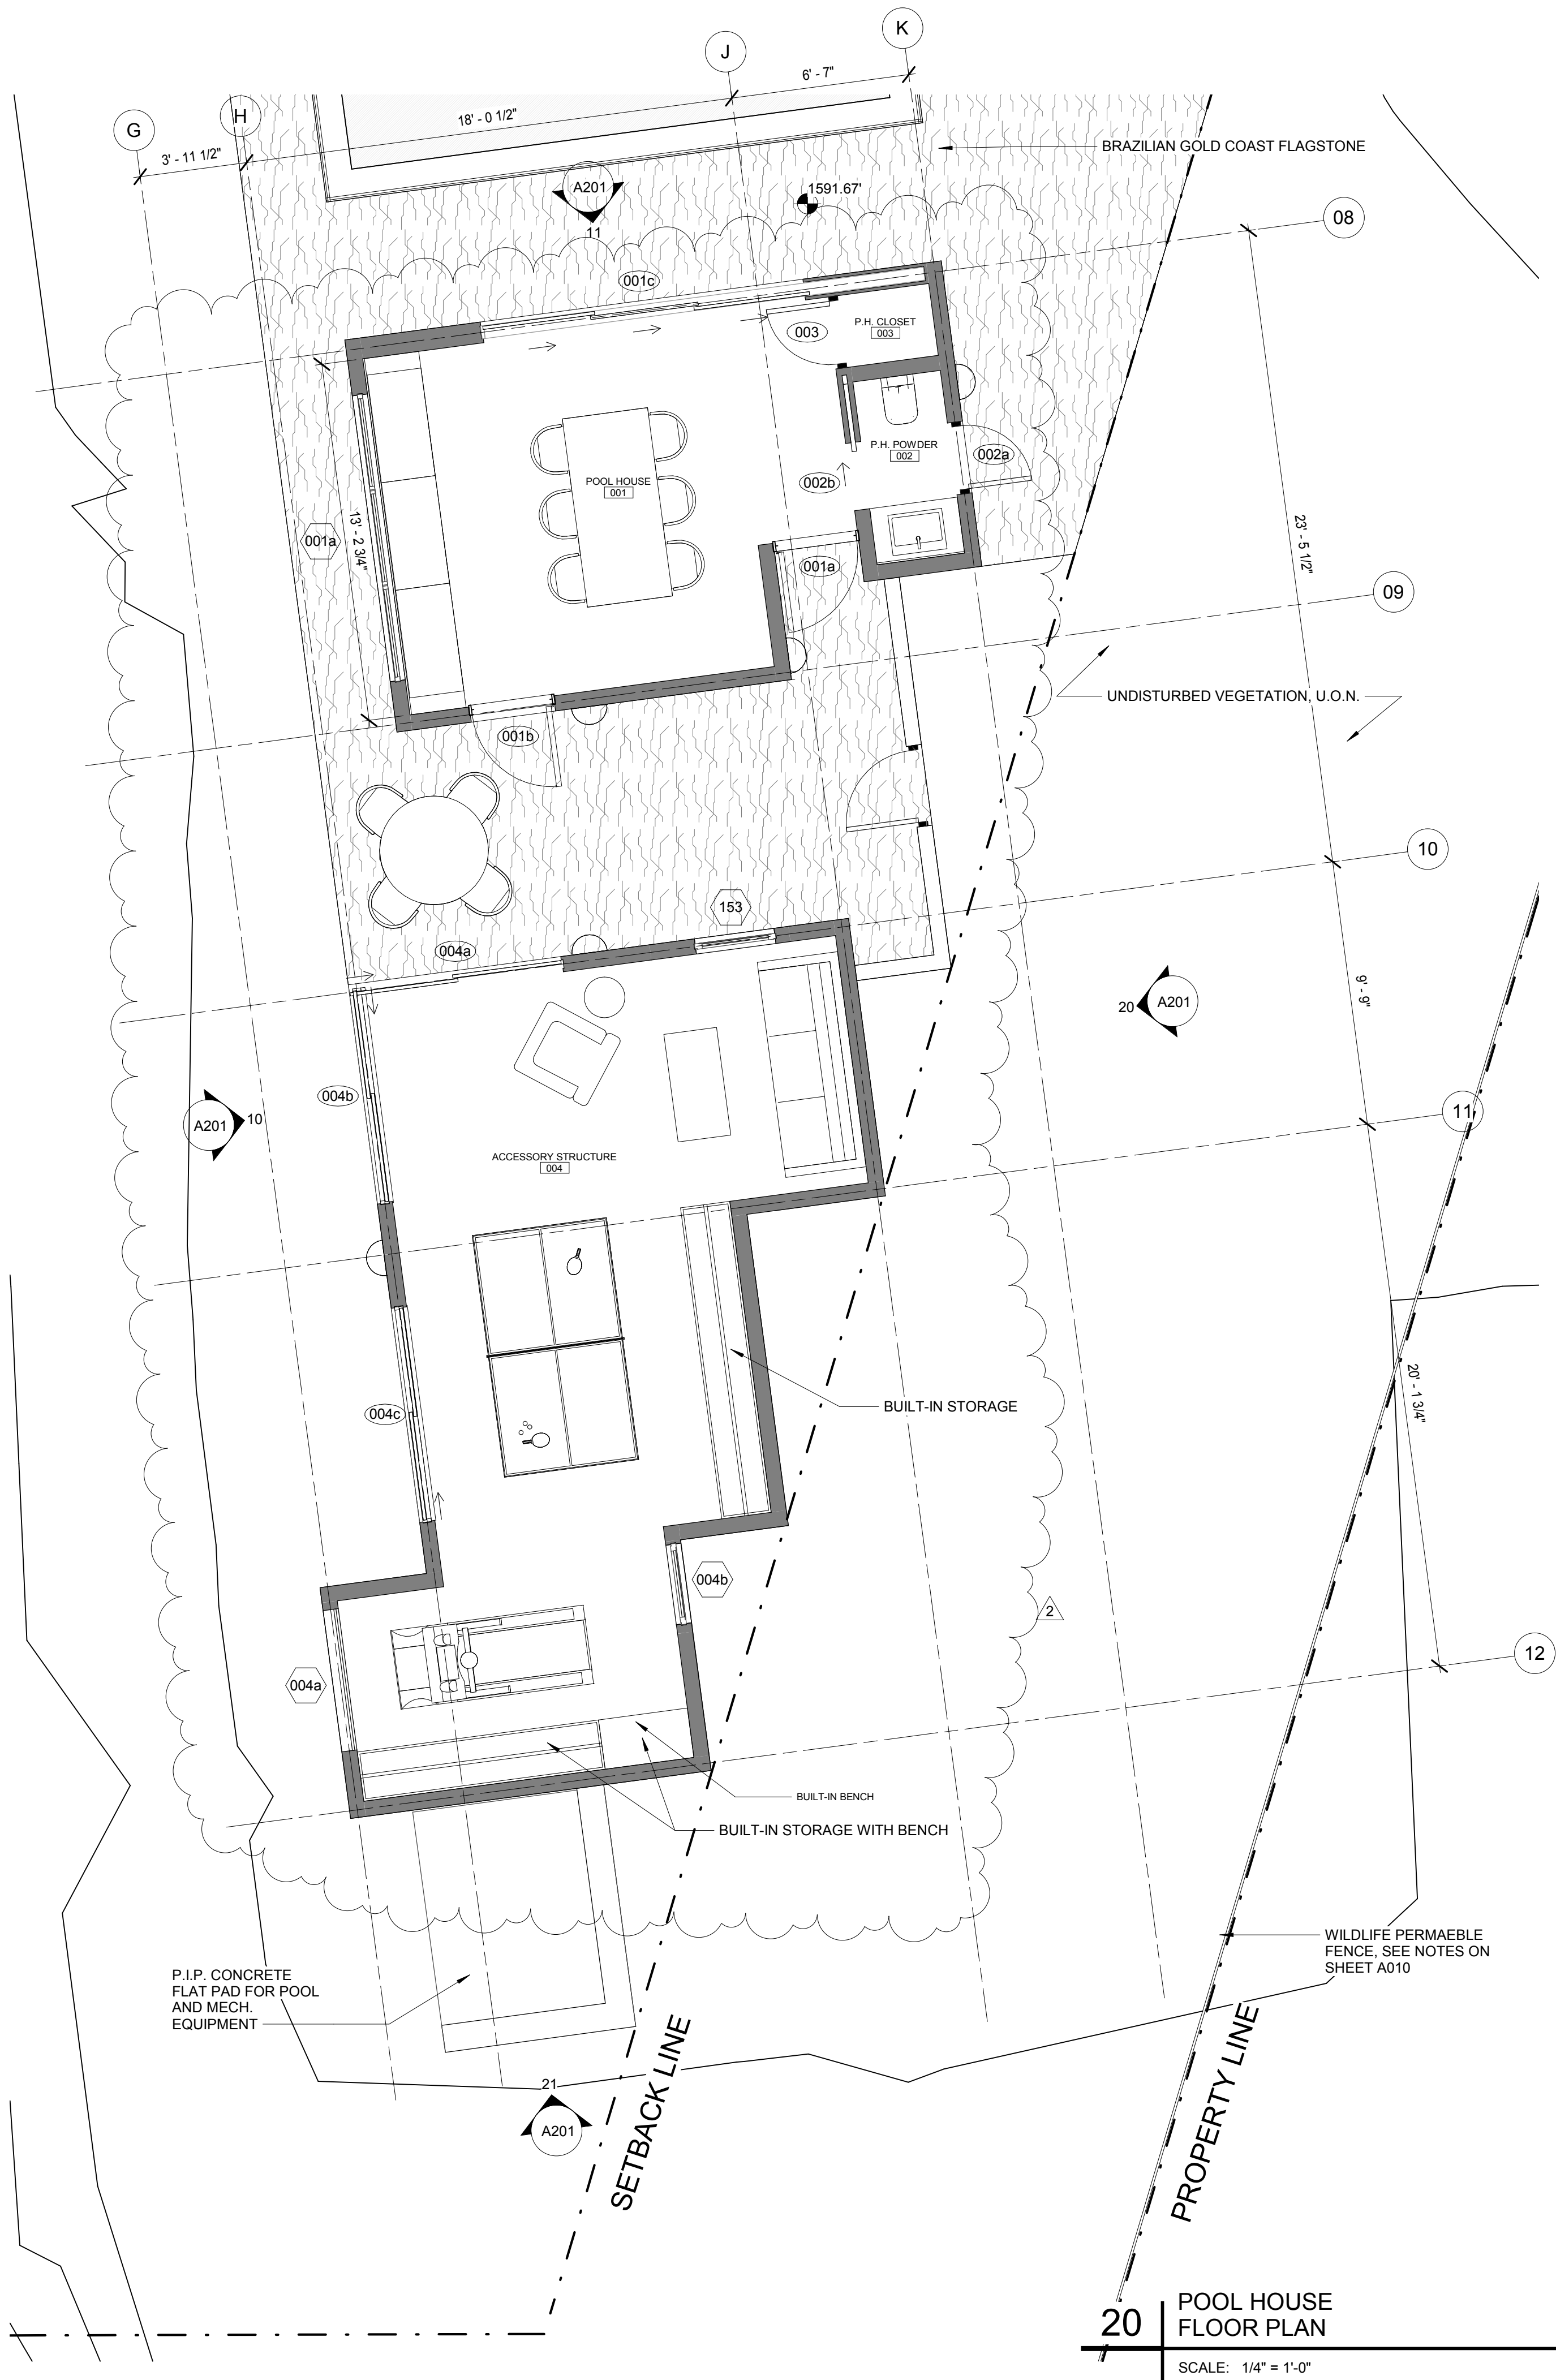 K
J
6' - 7"
H
G
18' - 0 1/2"
3' - 11 1/2"
BRAZILIAN GOLD COAST FLAGSTONE
A201
11
1591.67'
08
001c
003
P.H. CLOSET
003
P.H. POWDER
002
002a
002b
POOL HOUSE
001
001a
13' - 2 3/4"
23' - 5 1/2"
001a
09
UNDISTURBED VEGETATION, U.O.N.
001b
10
153
004a
9' - 9"
20
A201
004b
A201
10
11
ACCESSORY STRUCTURE
004
BUILT-IN STORAGE
20' - 1 3/4"
004c
004b
2
12
004a
BUILT-IN BENCH
BUILT-IN STORAGE WITH BENCH
WILDLIFE PERMAEBLE
FENCE, SEE NOTES ON
SHEET A010
P.I.P. CONCRETE
FLAT PAD FOR POOL
AND MECH.
EQUIPMENT
SETBACK LINE
PROPERTY LINE
21
A201
20
POOL HOUSE
FLOOR PLAN
SCALE: 1/4" = 1'-0"